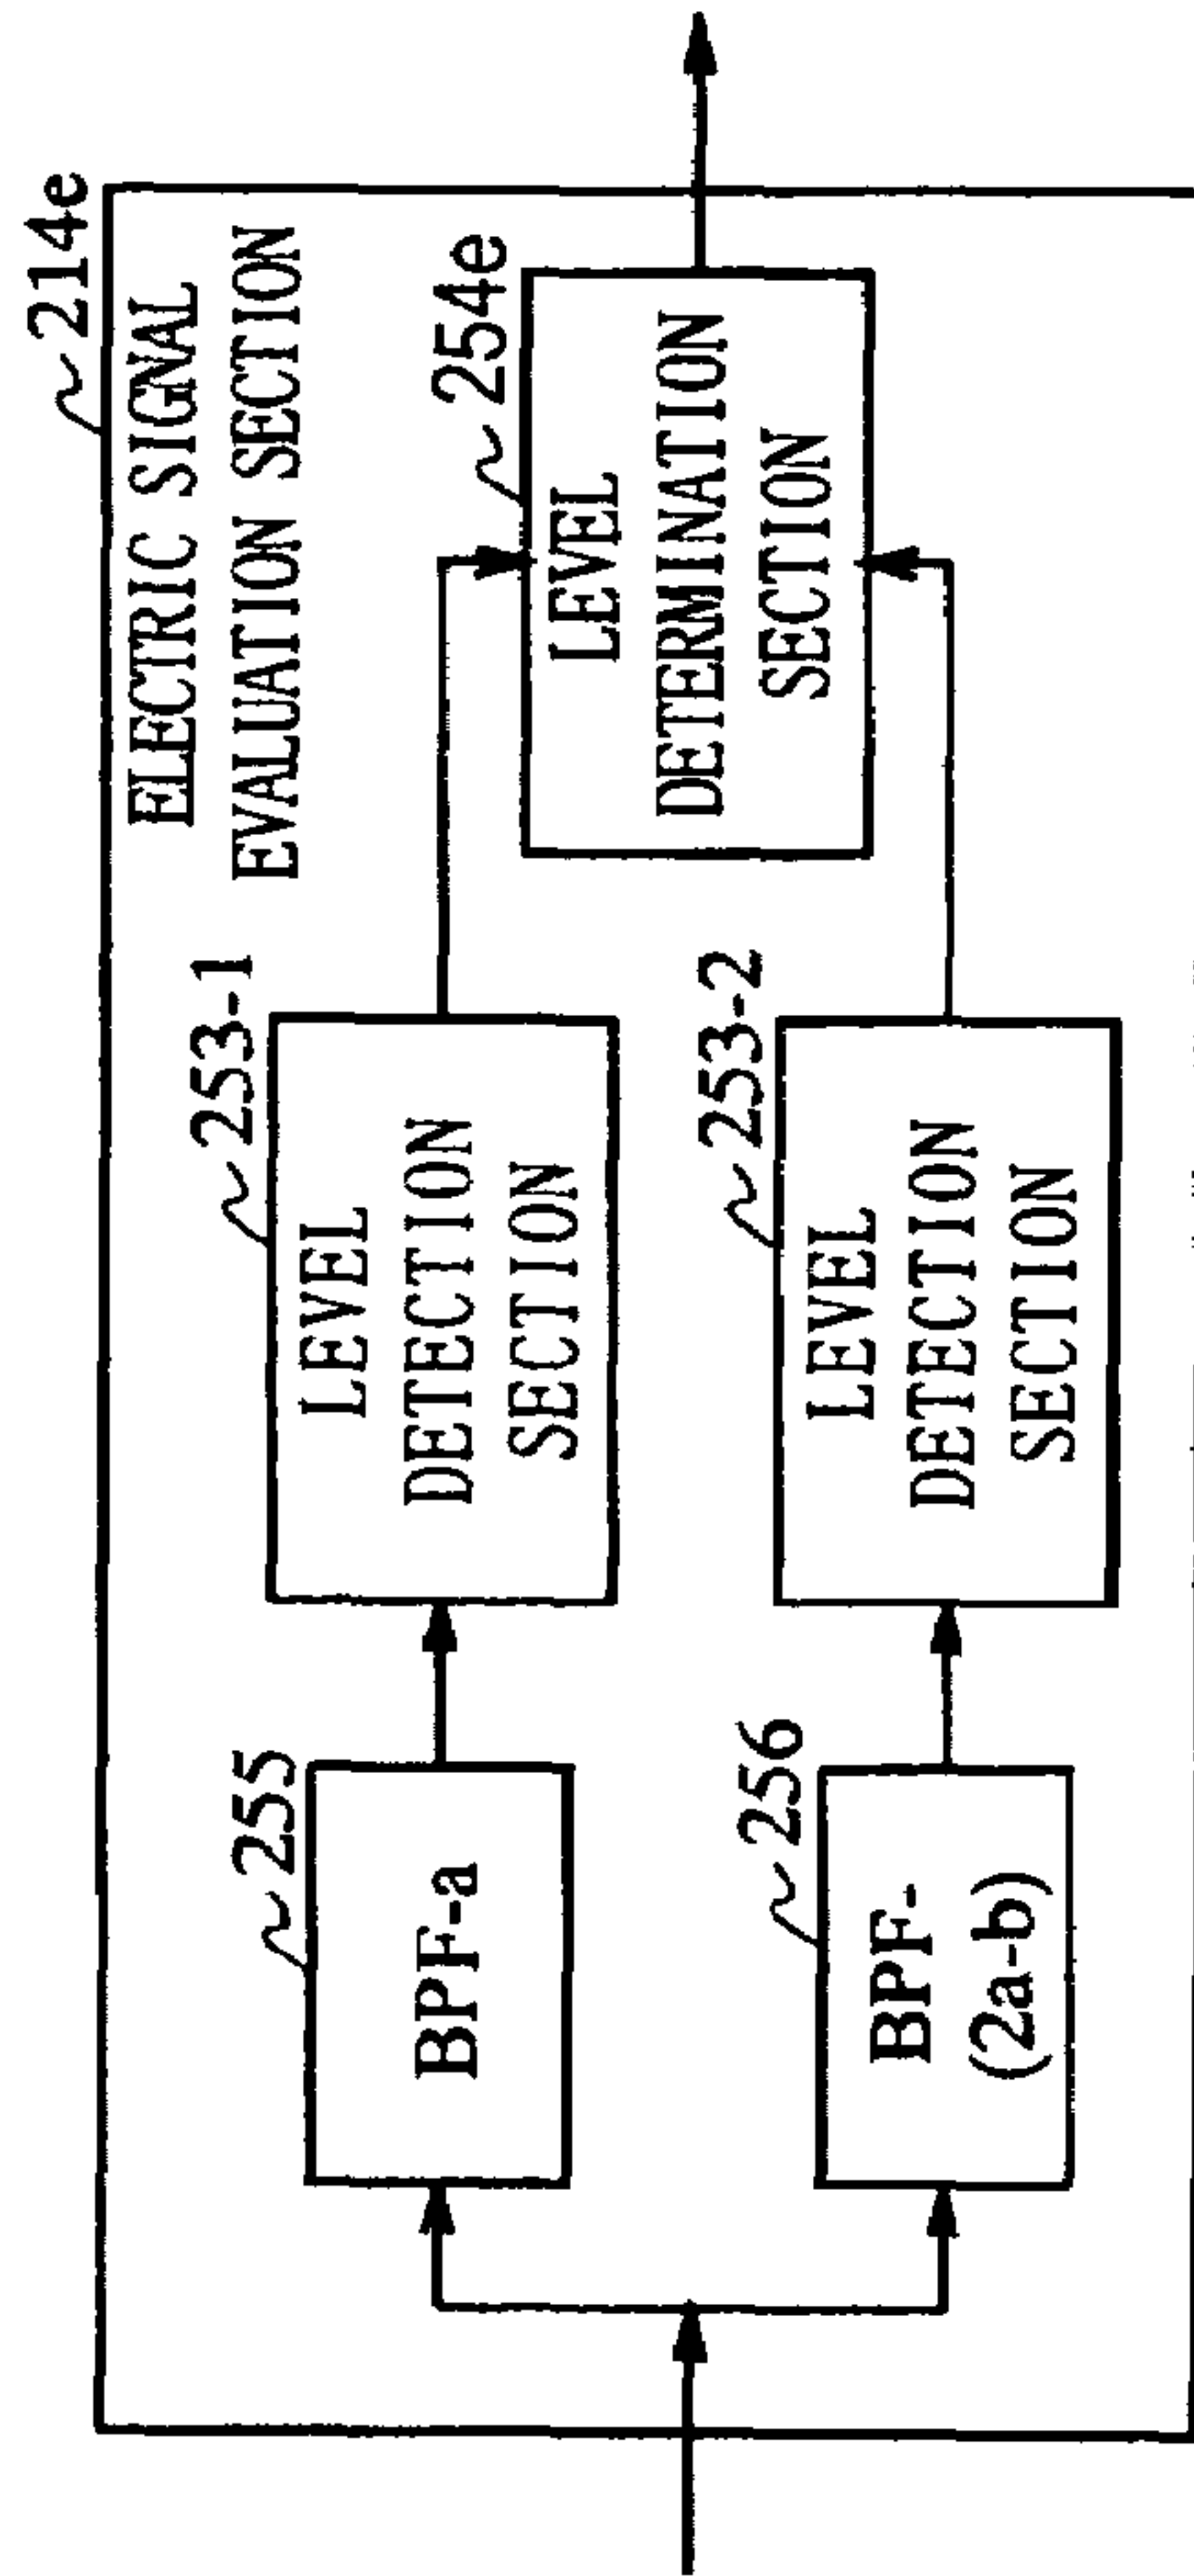 214e
ELECTRIC SIGNAL
EVALUATION SECTION
255
BPF-a
253-1
LEVEL
DETECTION
SECTION
254e
LEVEL
DETERMINATION
SECTION
256
BPF-
(2a-b)
253-2
LEVEL
DETECTION
SECTION